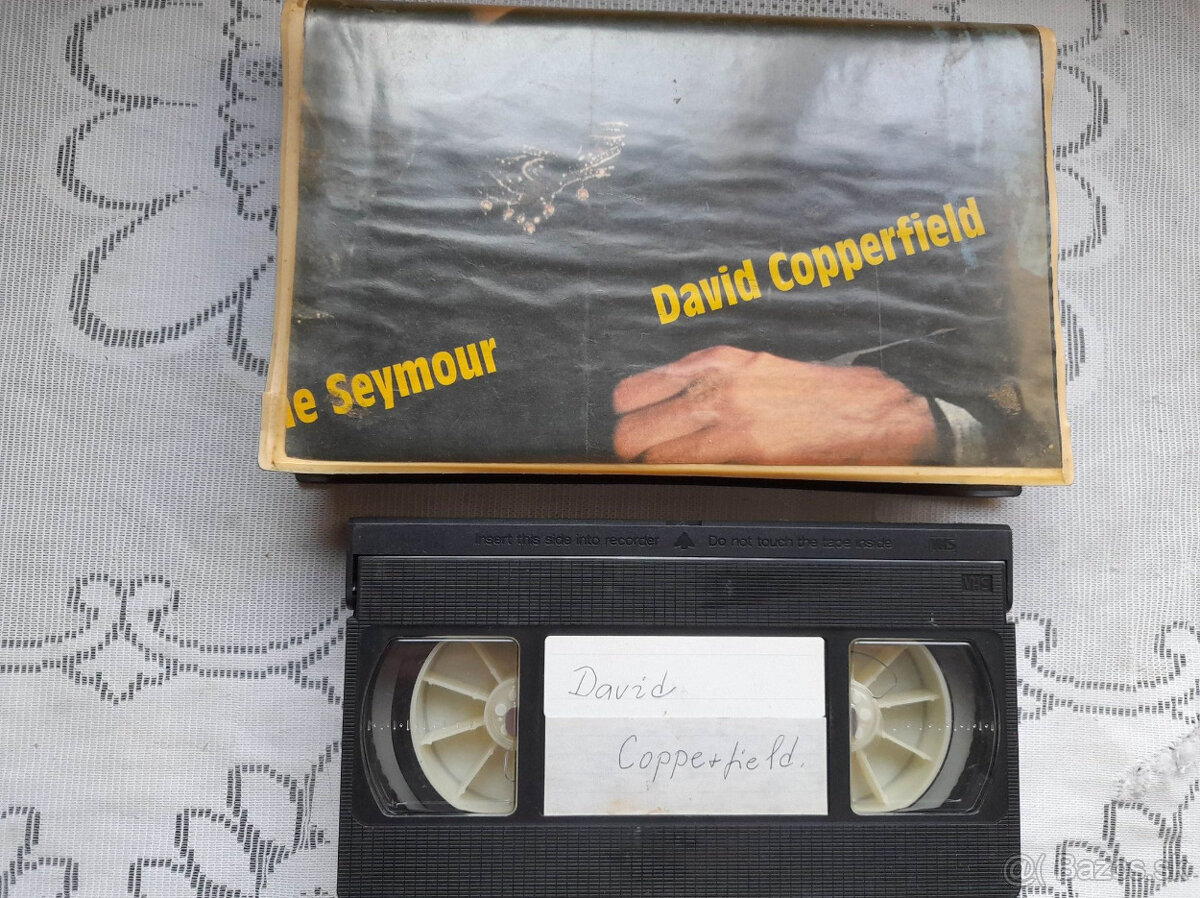 David Copperfield
ne Seymour
Insert this side into recorder Do not touch the tape inside VHS
VHS
David
Copperfield.
Bazos.sk